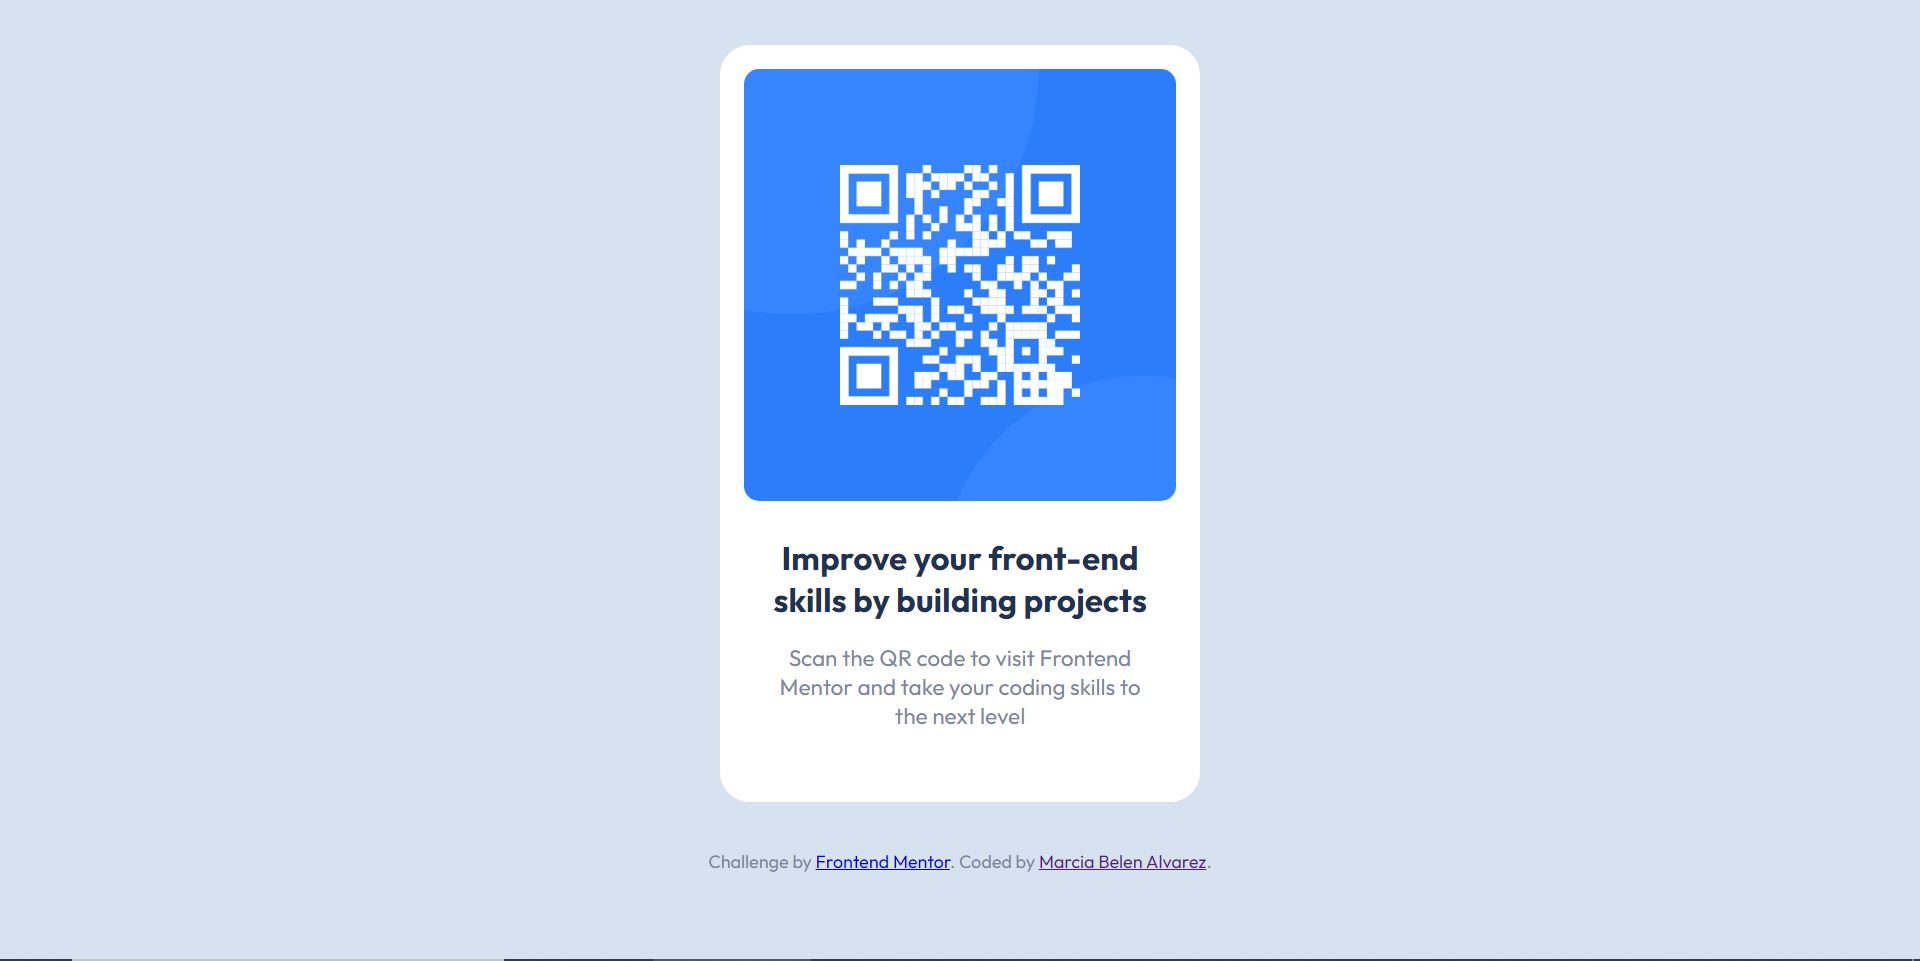 Improve your front-end
skills by building projects
Scan the QR code to visit Frontend
Mentor and take your coding skills to
the next level
Challenge by Frontend Mentor. Coded by Marcia Belen Alvarez.